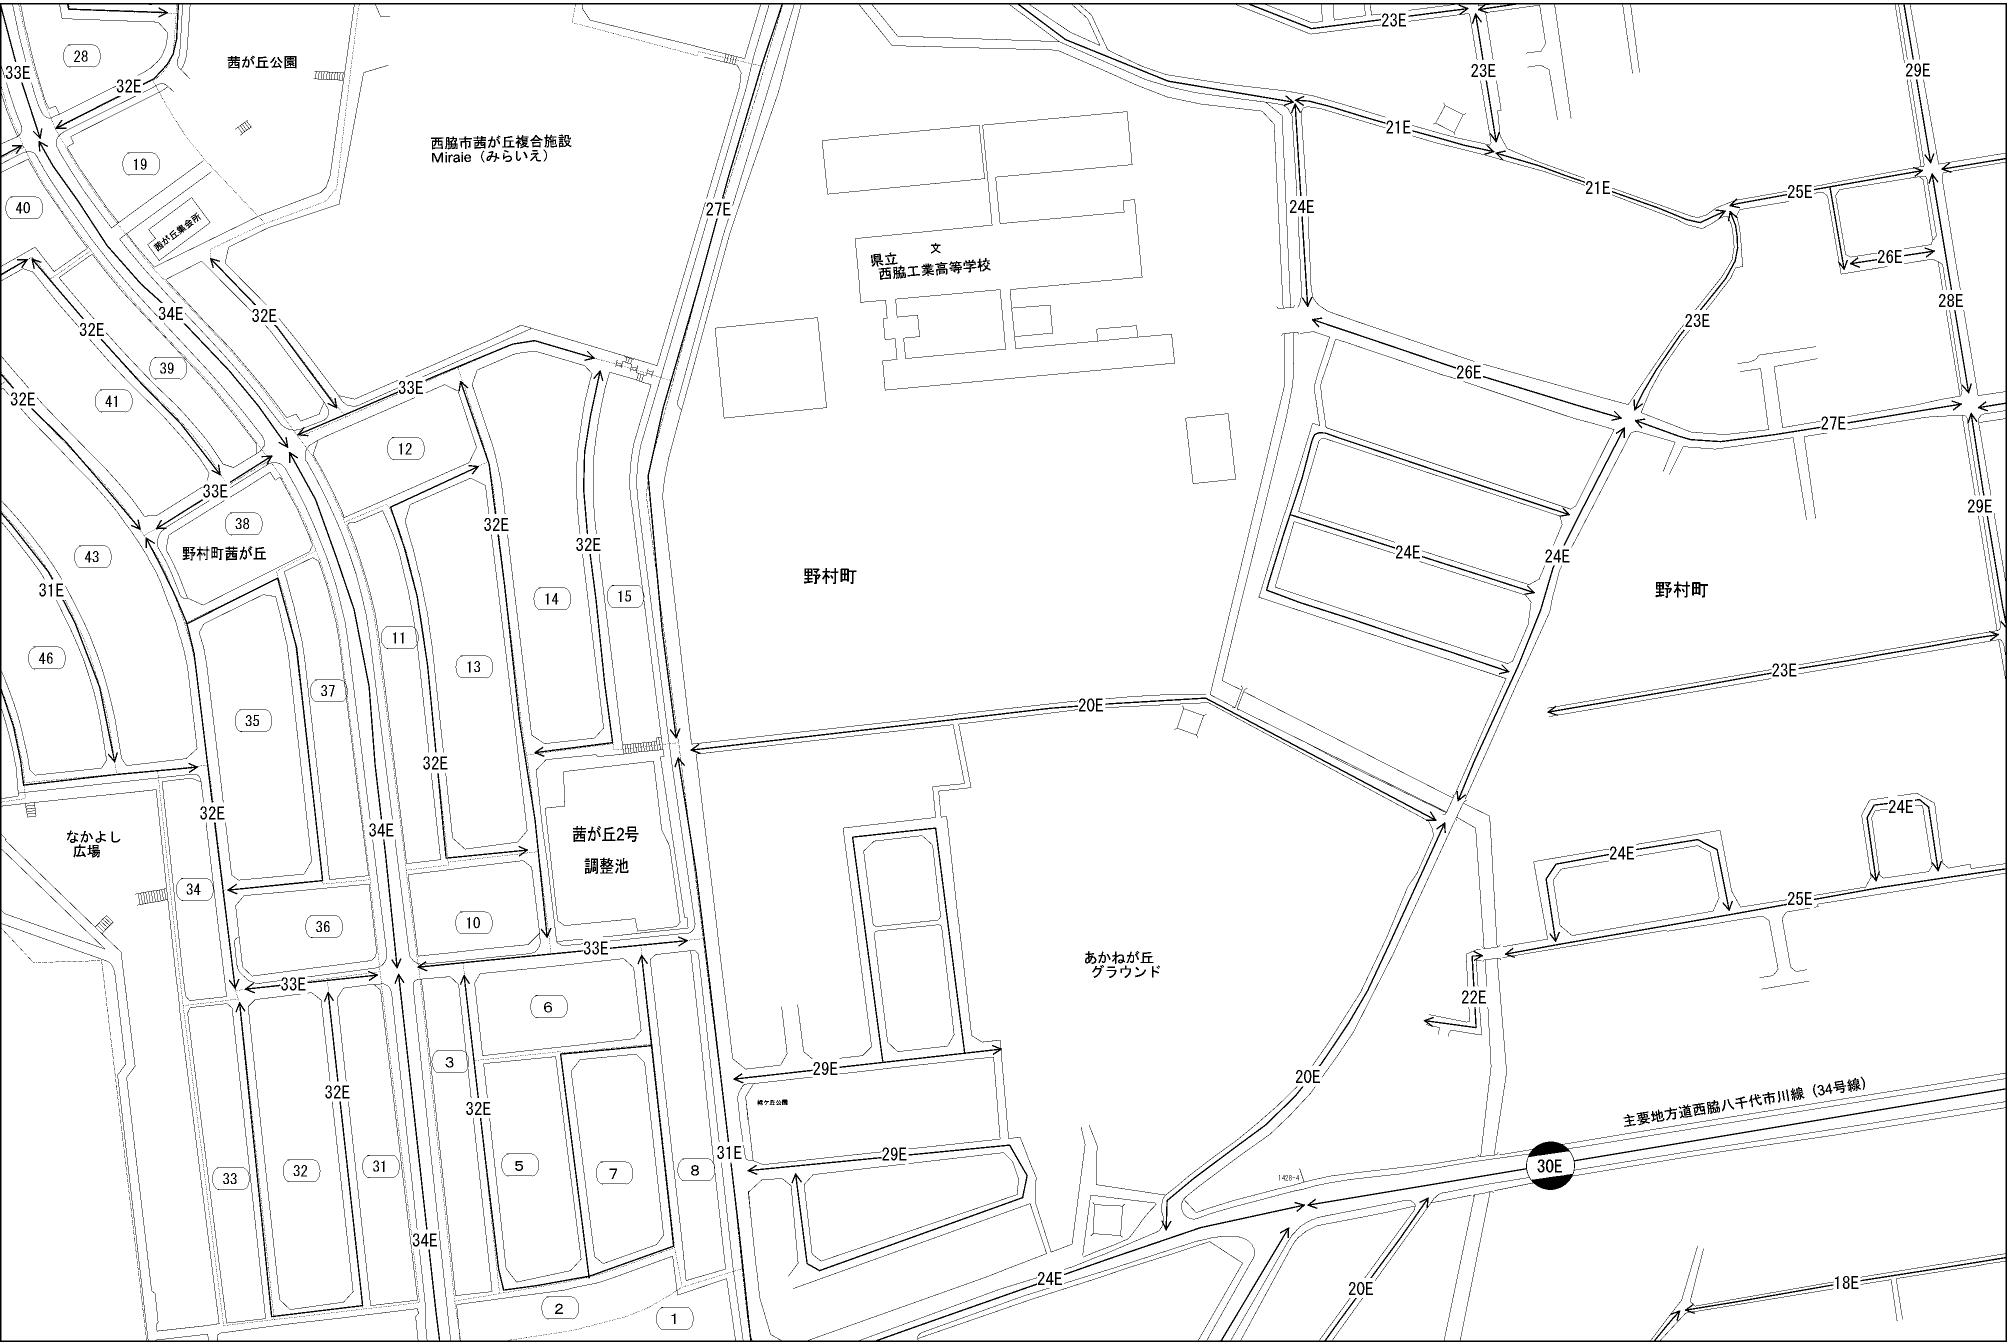 23E
28
茜が丘公園
33E
32E
23E
29E
西脇市茜が丘複合施設
Miraie（みらいえ）
21E
19
21E
25E
40
茜が丘集会所
27E
24E
文
県立
西脇工業高等学校
26E
28E
34E
32E
32E
23E
39
33E
26E
32E
41
27E
12
33E
29E
38
32E
野村町茜が丘
43
32E
24E
24E
31E
野村町
野村町
14
15
11
46
13
23E
37
35
20E
32E
32E
24E
34E
なかよし
広場
茜が丘2号
調整池
24E
34
25E
36
10
33E
あかねが丘
グラウンド
33E
22E
6
3
29E
20E
32E
32E
主要地方道西脇八千代市川線（34号線）
31E
29E
33
32
31
5
7
8
30E
1428-4
34E
24E
20E
18E
2
1